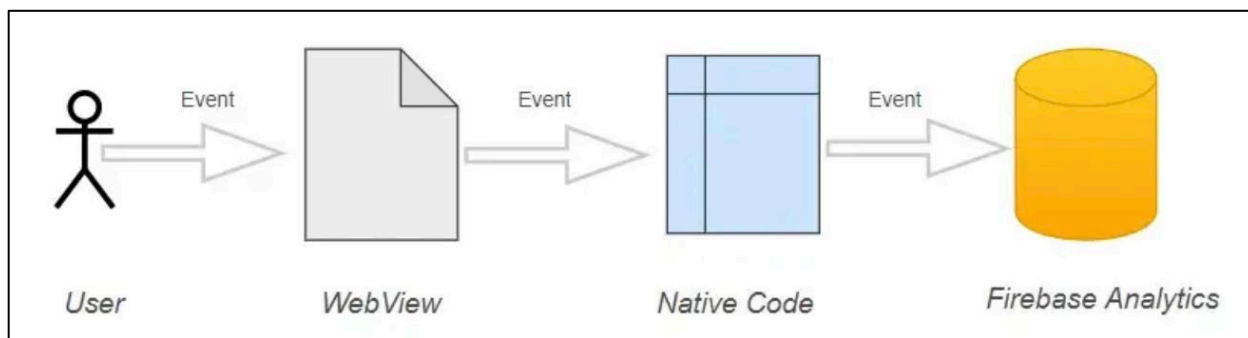 Event
Event
Event
User
WebView
Native Code
Firebase Analytics